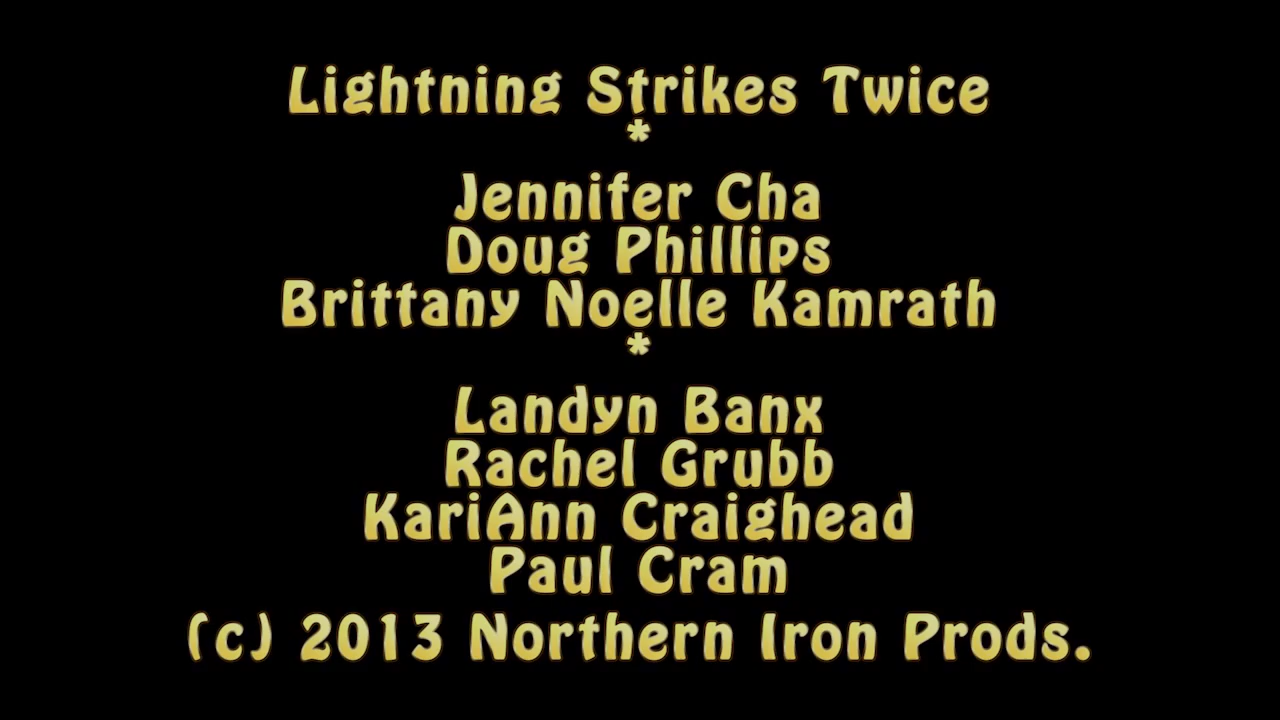 Lightning Strikes Twice
*
Jennifer Cha
Doug Phillips
Brittany Noelle Kamrath
*
Landyn Banx
Rachel Grubb
KariAnn Craighead
Paul Cram
(c) 2013 Northern Iron Prods.